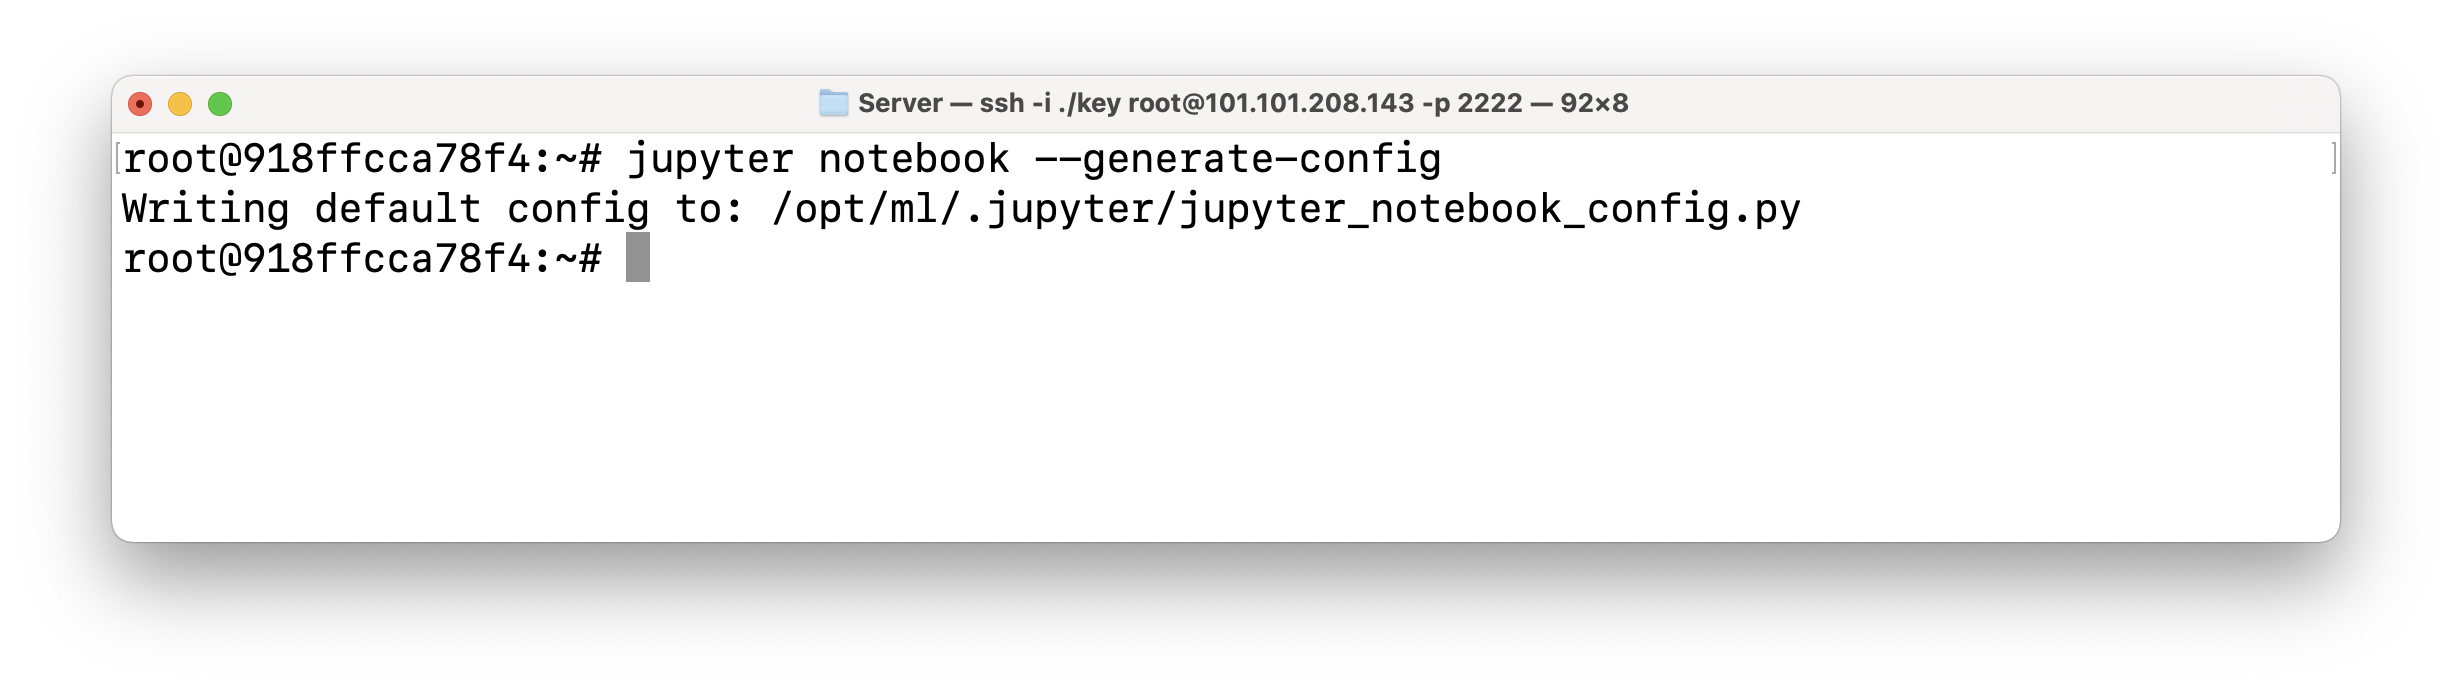 Server — ssh -i ./key root@101.101.208.143 -p 2222 — 92×8
[root@918ffcca78f4:~# jupyter notebook --generate-config ]
Writing default config to: /opt/ml/.jupyter/jupyter_notebook_config.py
root@918ffcca78f4:~#